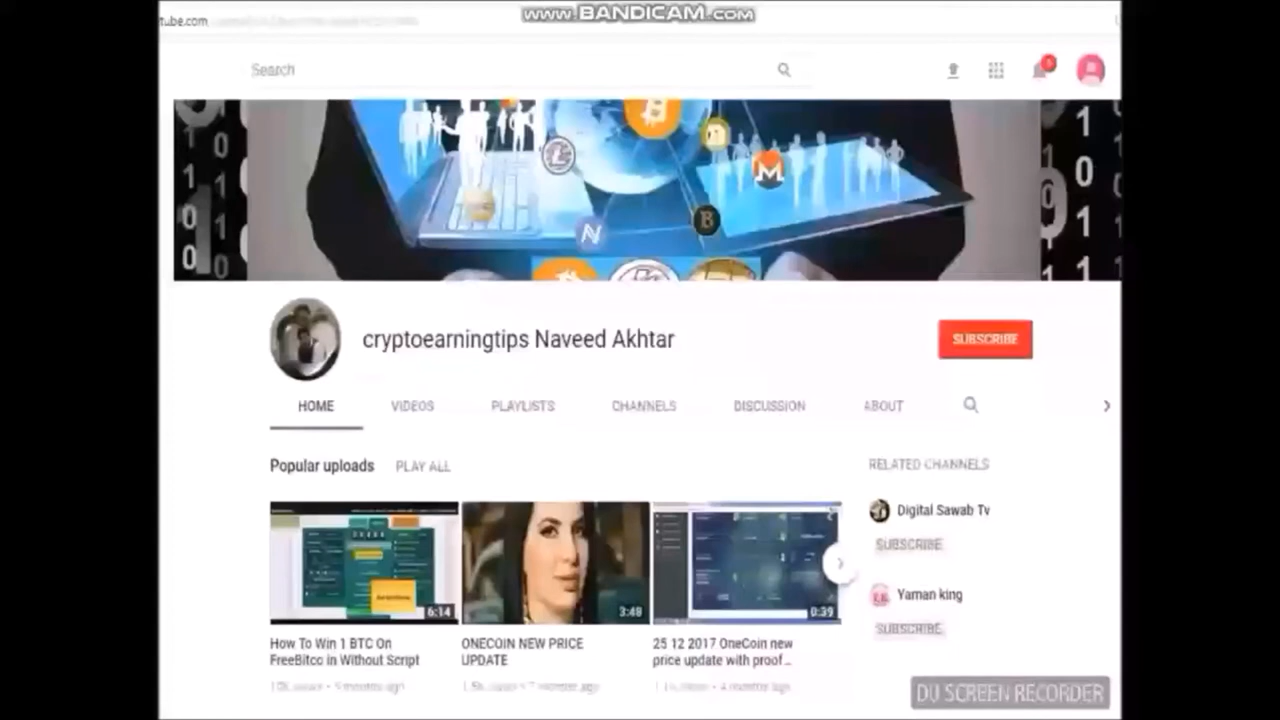 www.BANDICAM.com
tube.com
Search
cryptoearningtips Naveed Akhtar
SUBSCRIBE
HOME VIDEOS PLAYLISTS CHANNELS DISCUSSION ABOUT
Popular uploads PLAY ALL
RELATED CHANNELS
Digital Sawab Tv
SUBSCRIBE
Yaman king
SUBSCRIBE
6:14
3:48
0:39
How To Win 1 BTC On
FreeBitco in Without Script
ONECOIN NEW PRICE
UPDATE
25 12 2017 OneCoin new
price update with proof...
DU SCREEN RECORDER